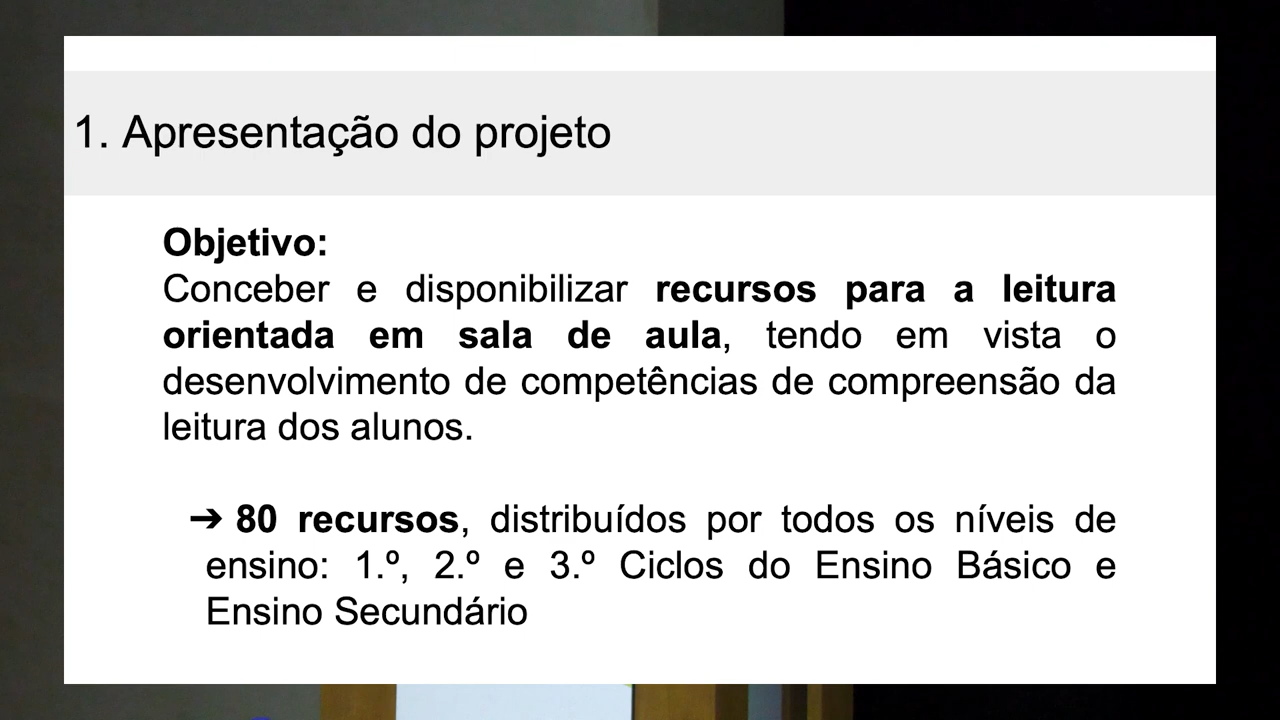 1. Apresentação do projeto
Objetivo:
Conceber e disponibilizar recursos para a leitura
orientada em sala de aula, tendo em vista o
desenvolvimento de competências de compreensão da
leitura dos alunos.
➔ 80 recursos, distribuídos por todos os níveis de
ensino: 1.º, 2.º e 3.º Ciclos do Ensino Básico e
Ensino Secundário